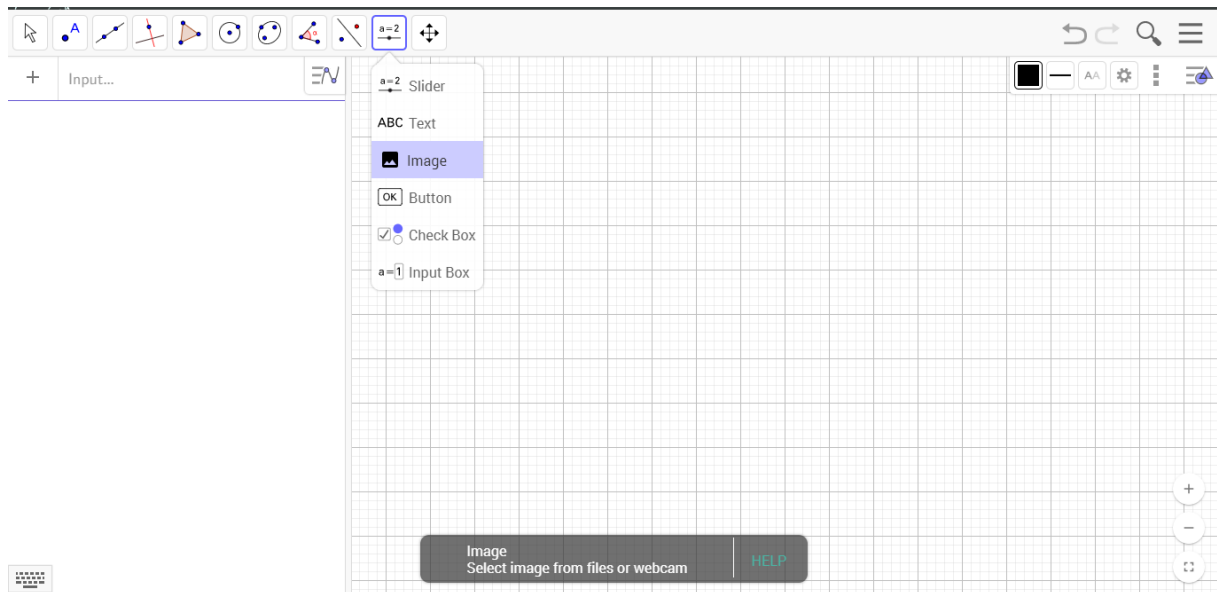 A
a=2
Input...
AA
a=2 Slider
ABC Text
Image
OK Button
Check Box
a=1 Input Box
Image
Select image from files or webcam
HELP